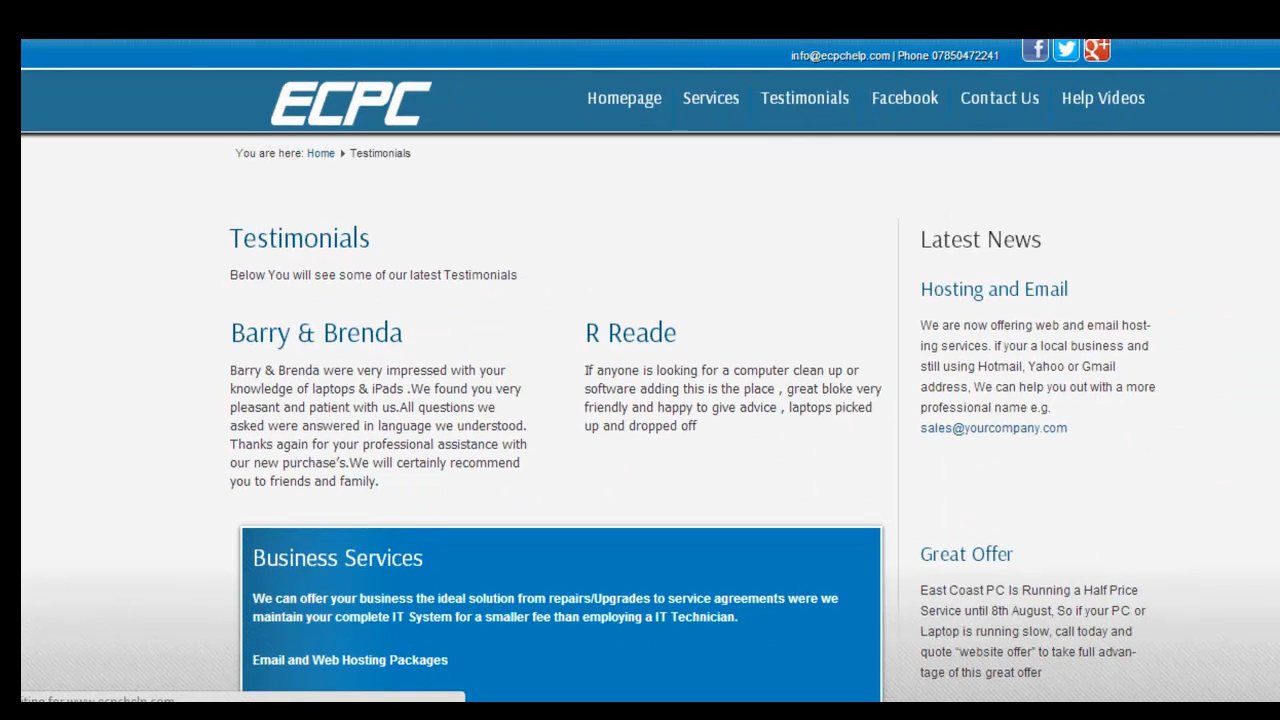 info@ecpchelp.com | Phone 07850472241
ECPC
Homepage Services Testimonials Facebook Contact Us Help Videos
You are here: Home Testimonials
Testimonials
Below You will see some of our latest Testimonials
Barry & Brenda
Barry & Brenda were very impressed with your
knowledge of laptops & iPads .We found you very
pleasant and patient with us.All questions we
asked were answered in language we understood.
Thanks again for your professional assistance with
our new purchase's.We will certainly recommend
you to friends and family.
R Reade
If anyone is looking for a computer clean up or
software adding this is the place , great bloke very
friendly and happy to give advice , laptops picked
up and dropped off
Business Services
We can offer your business the ideal solution from repairs/Upgrades to service agreements were we
maintain your complete IT System for a smaller fee than employing a IT Technician.
Email and Web Hosting Packages
Latest News
Hosting and Email
We are now offering web and email host-
ing services. if your a local business and
still using Hotmail, Yahoo or Gmail
address, We can help you out with a more
professional name e.g.
sales@yourcompany.com
Great Offer
East Coast PC Is Running a Half Price
Service until 8th August, So if your PC or
Laptop is running slow, call today and
quote “website offer” to take full advan-
tage of this great offer